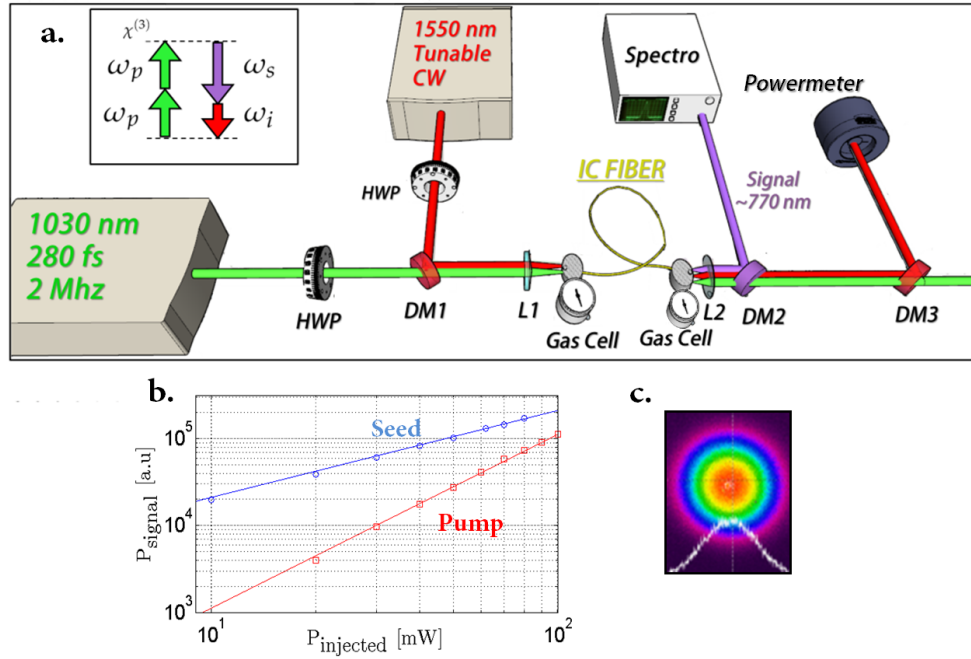 a.
χ(3)
ωp
ωs
ωp
ωi
1550 nm
Tunable
CW
HWP
Spectro
Powermeter
IC FIBER
Signal
~770 nm
1030 nm
280 fs
2 Mhz
HWP
DM1
L1
Gas Cell
Gas Cell
L2
DM2
DM3
b.
Seed
Pump
Psignal [a.u]
10^5
10^4
10^3
10^1
10^2
Pinjected [mW]
c.